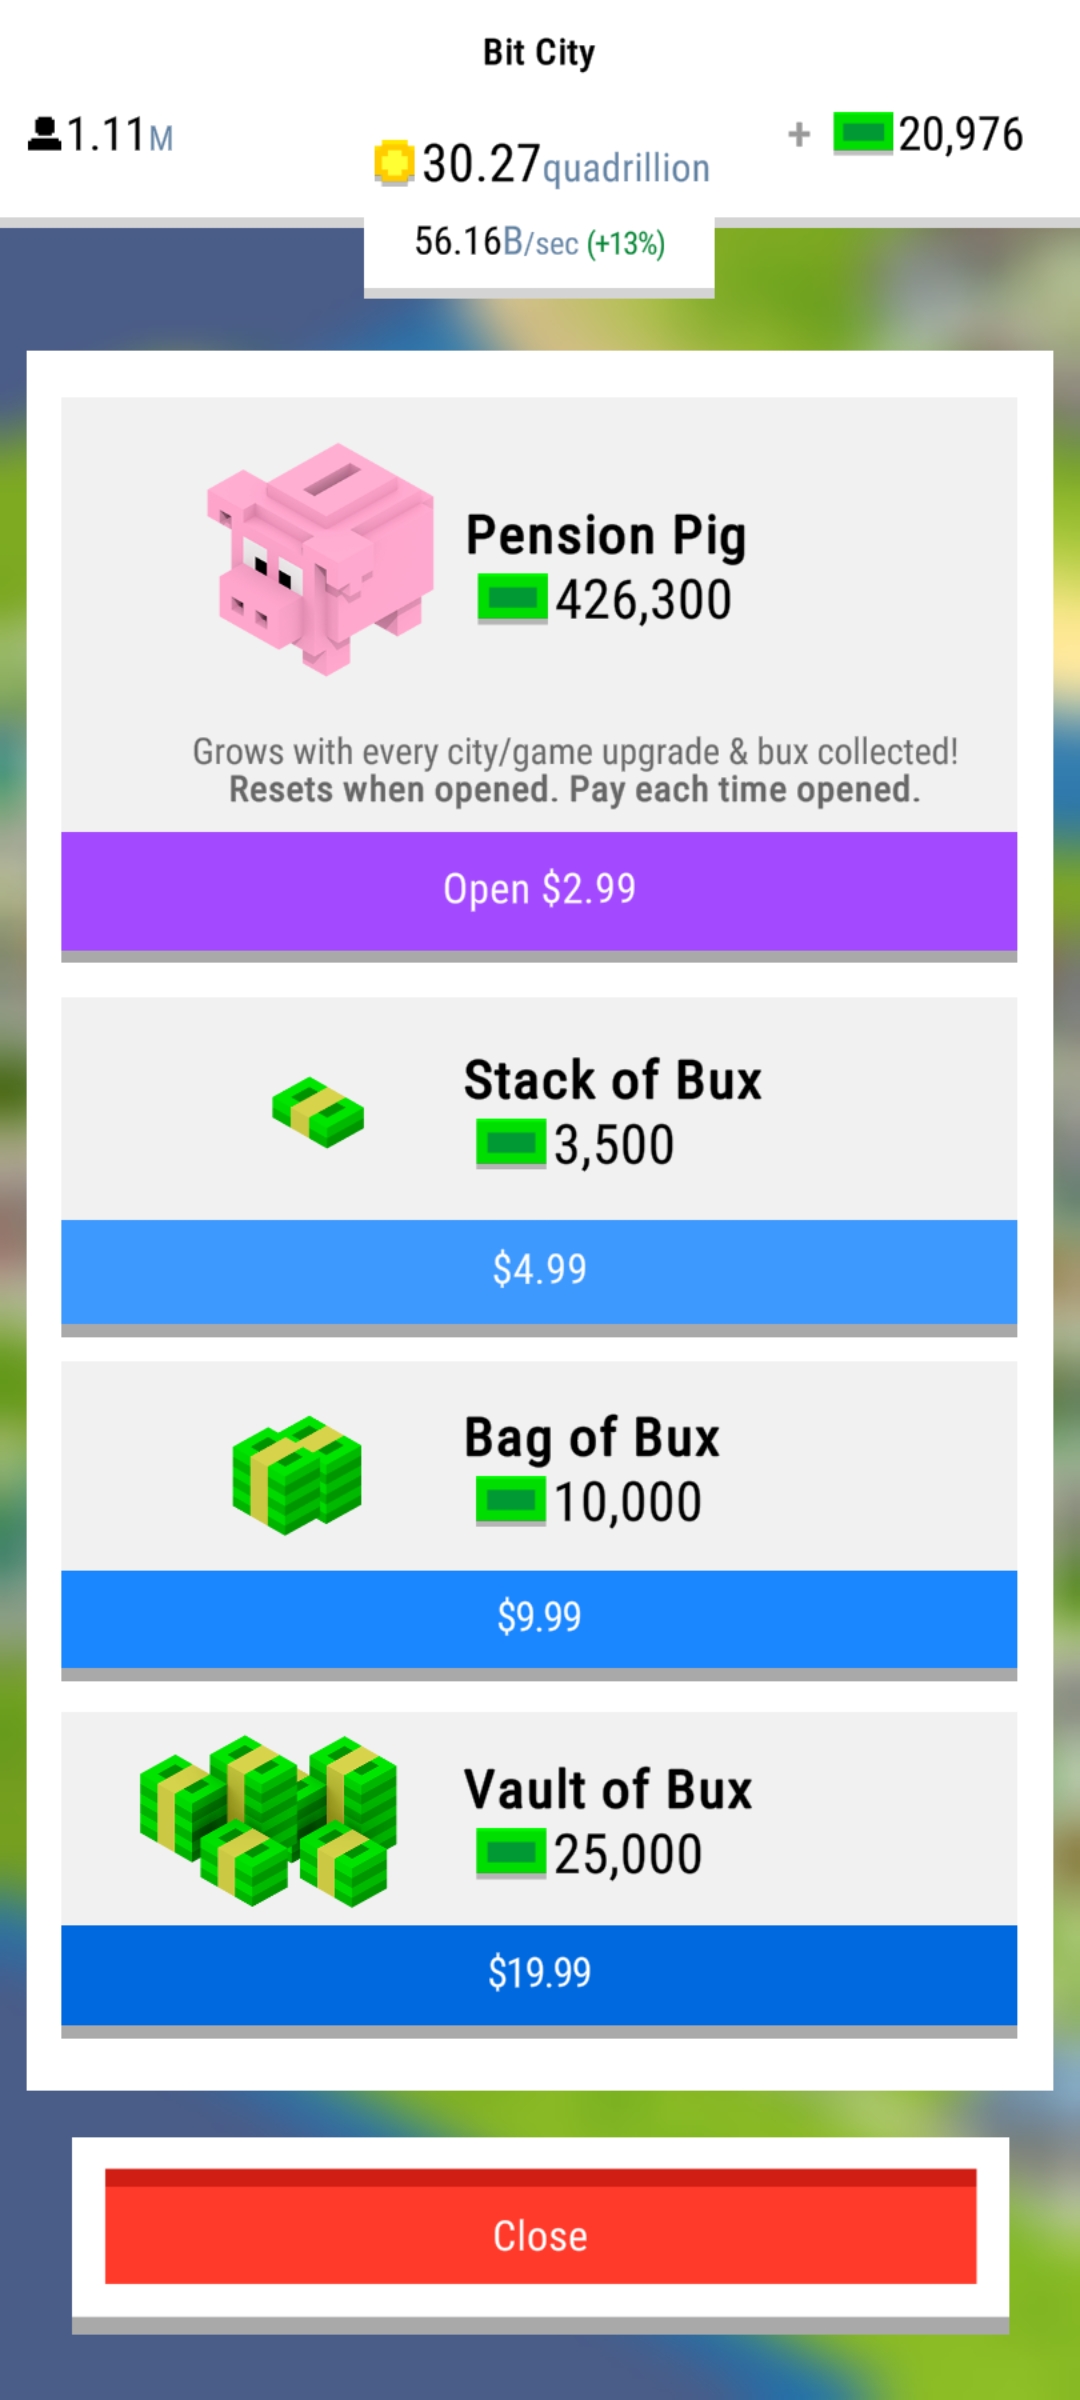 Bit City
1.11M
30.27quadrillion
+ 20,976
56.16B/sec (+13%)
Pension Pig
426,300
Grows with every city/game upgrade & bux collected!
Resets when opened. Pay each time opened.
Open $2.99
Stack of Bux
3,500
$4.99
Bag of Bux
10,000
$9.99
Vault of Bux
25,000
$19.99
Close